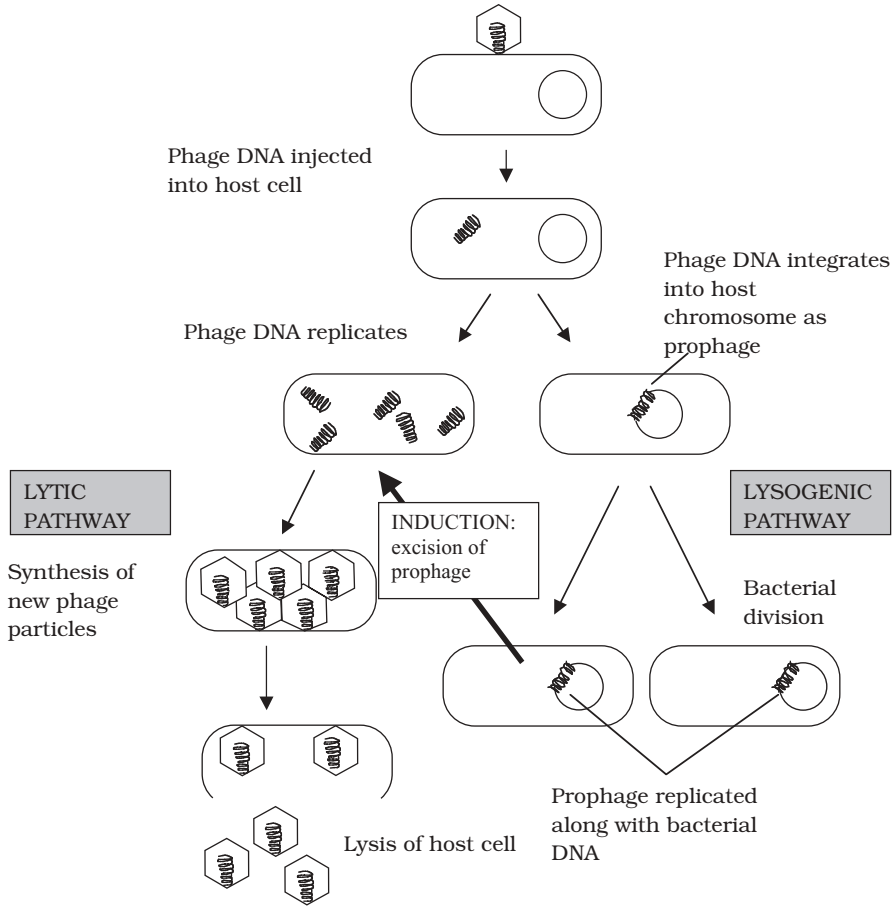 Phage DNA injected
into host cell
Phage DNA integrates
into host
chromosome as
prophage
Phage DNA replicates
LYTIC
PATHWAY
INDUCTION:
excision of
prophage
LYSOGENIC
PATHWAY
Synthesis of
new phage
particles
Bacterial
division
Prophage replicated
along with bacterial
DNA
Lysis of host cell